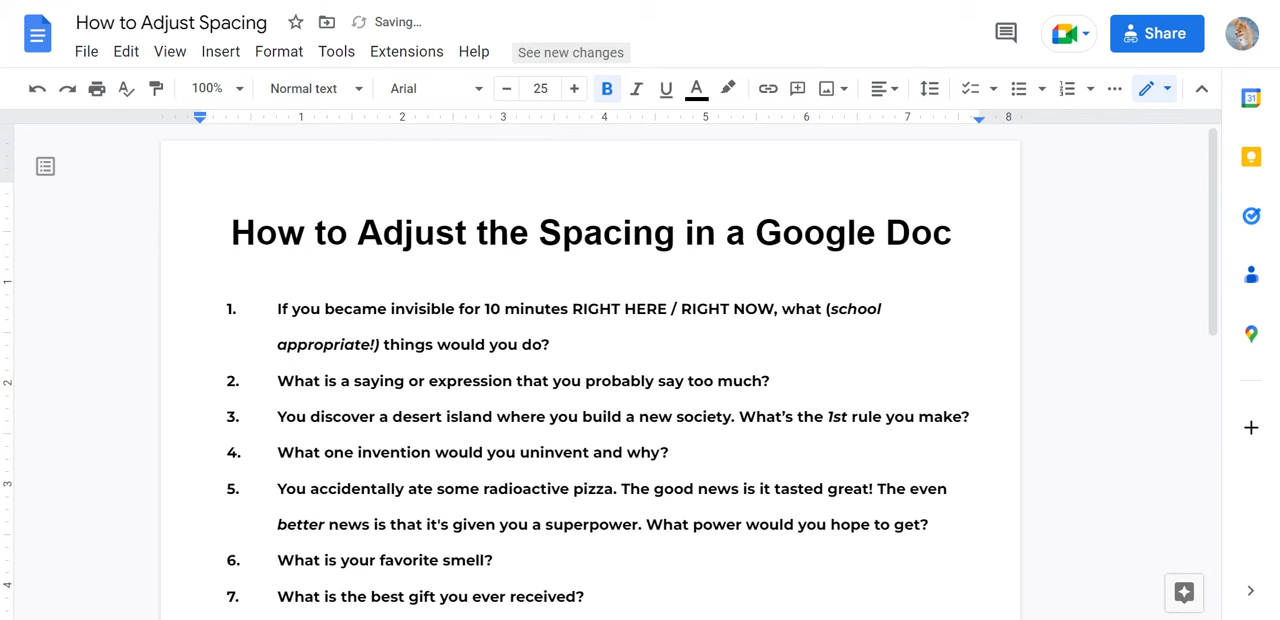 How to Adjust Spacing Saving…
File Edit View Insert Format Tools Extensions Help See new changes
Share
100% Normal text Arial – 25 + B I U A
31
1 2 3 4 5 6 7 8
How to Adjust the Spacing in a Google Doc
1. If you became invisible for 10 minutes RIGHT HERE / RIGHT NOW, what (school
appropriate!) things would you do?
2. What is a saying or expression that you probably say too much?
3. You discover a desert island where you build a new society. What’s the 1st rule you make?
4. What one invention would you uninvent and why?
5. You accidentally ate some radioactive pizza. The good news is it tasted great! The even
better news is that it's given you a superpower. What power would you hope to get?
6. What is your favorite smell?
7. What is the best gift you ever received?
1
2
3
4